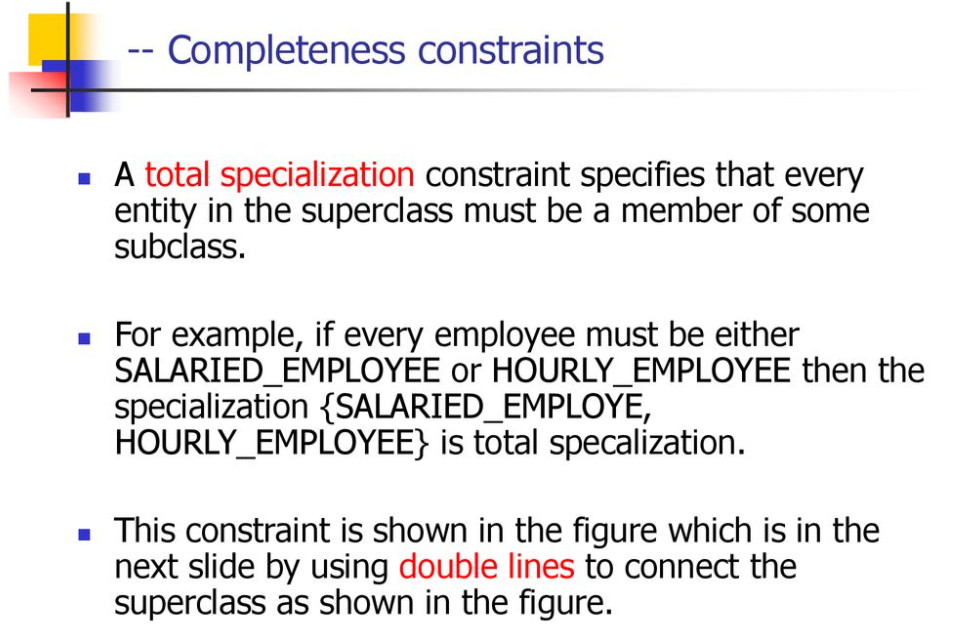 -- Completeness constraints
A total specialization constraint specifies that every
entity in the superclass must be a member of some
subclass.
For example, if every employee must be either
SALARIED_EMPLOYEE or HOURLY_EMPLOYEE then the
specialization {SALARIED_EMPLOYE,
HOURLY_EMPLOYEE} is total specalization.
This constraint is shown in the figure which is in the
next slide by using double lines to connect the
superclass as shown in the figure.